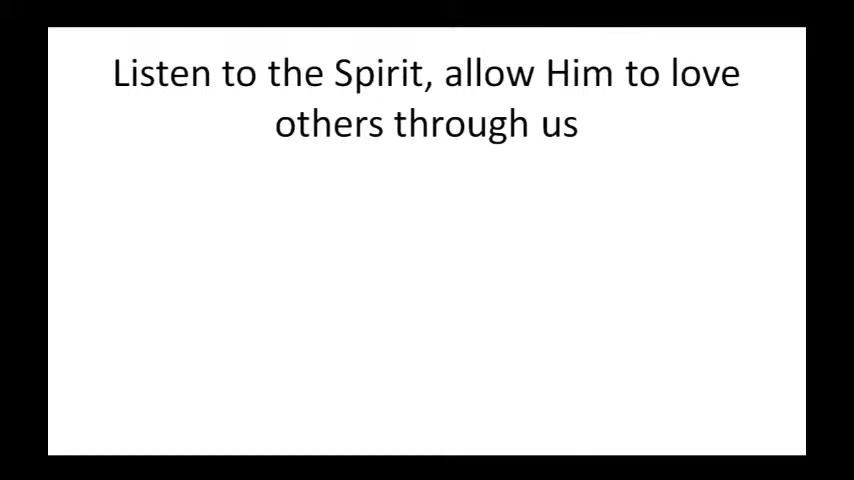 Listen to the Spirit, allow Him to love
others through us